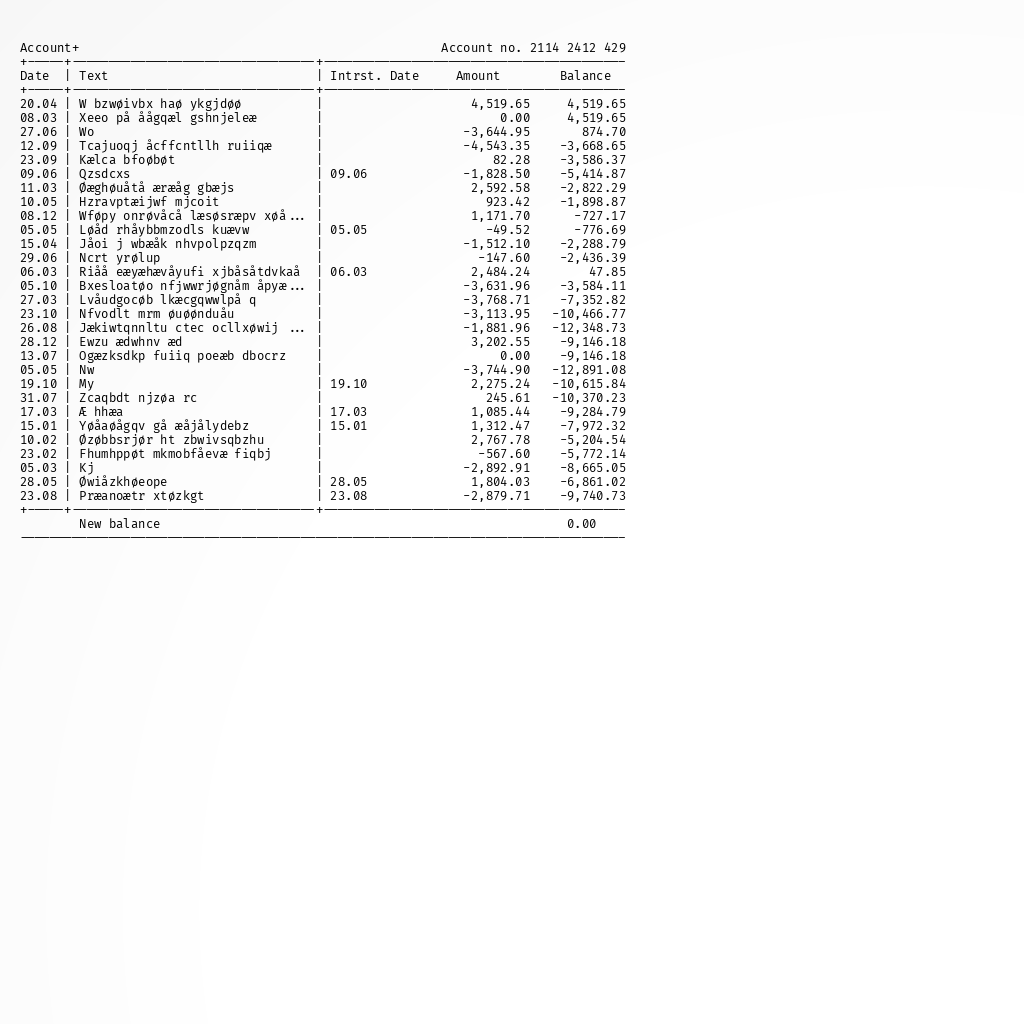 Account+ Account no. 2114 2412 429
+-----+---------------------------------+------------------------------------------
Date | Text | Intrst. Date Amount Balance
+-----+---------------------------------+------------------------------------------
20.04 | W bzwøivbx haø ykgjdøø | 4,519.65 4,519.65
08.03 | Xeeo på åågqæl gshnjeleæ | 0.00 4,519.65
27.06 | Wo | -3,644.95 874.70
12.09 | Tcajuoqj åcffcntllh ruiiqæ | -4,543.35 -3,668.65
23.09 | Kælca bfoøbøt | 82.28 -3,586.37
09.06 | Qzsdcxs | 09.06 -1,828.50 -5,414.87
11.03 | Øæghøuåtå æræåg gbæjs | 2,592.58 -2,822.29
10.05 | Hzravptæijwf mjcoit | 923.42 -1,898.87
08.12 | Wføpy onrøvåcå læsøsræpv xøå... | 1,171.70 -727.17
05.05 | Løåd rhåybbmzodls kuævw | 05.05 -49.52 -776.69
15.04 | Jåoi j wbæåk nhvpolpzqzm | -1,512.10 -2,288.79
29.06 | Ncrt yrølup | -147.60 -2,436.39
06.03 | Riåå eæyæhævåyufi xjbåsåtdvkaå | 06.03 2,484.24 47.85
05.10 | Bxesloatøo nfjwwrjøgnåm åpyæ... | -3,631.96 -3,584.11
27.03 | Lvåudgocøb lkæcgqwwlpå q | -3,768.71 -7,352.82
23.10 | Nfvodlt mrm øuøønduåu | -3,113.95 -10,466.77
26.08 | Jækiwtqnnltu ctec ocllxøwij ... | -1,881.96 -12,348.73
28.12 | Ewzu ædwhnv æd | 3,202.55 -9,146.18
13.07 | Ogæzksdkp fuiiq poeæb dbocrz | 0.00 -9,146.18
05.05 | Nw | -3,744.90 -12,891.08
19.10 | My | 19.10 2,275.24 -10,615.84
31.07 | Zcaqbdt njzøa rc | 245.61 -10,370.23
17.03 | Æ hhæa | 17.03 1,085.44 -9,284.79
15.01 | Yøåaøågqv gå æåjålydebz | 15.01 1,312.47 -7,972.32
10.02 | Øzøbbsrjør ht zbwivsqbzhu | 2,767.78 -5,204.54
23.02 | Fhumhppøt mkmobfåevæ fiqbj | -567.60 -5,772.14
05.03 | Kj | -2,892.91 -8,665.05
28.05 | Øwiåzkhøeope | 28.05 1,804.03 -6,861.02
23.08 | Præanoætr xtøzkgt | 23.08 -2,879.71 -9,740.73
+-----+---------------------------------+------------------------------------------
New balance 0.00
-----------------------------------------------------------------------------------